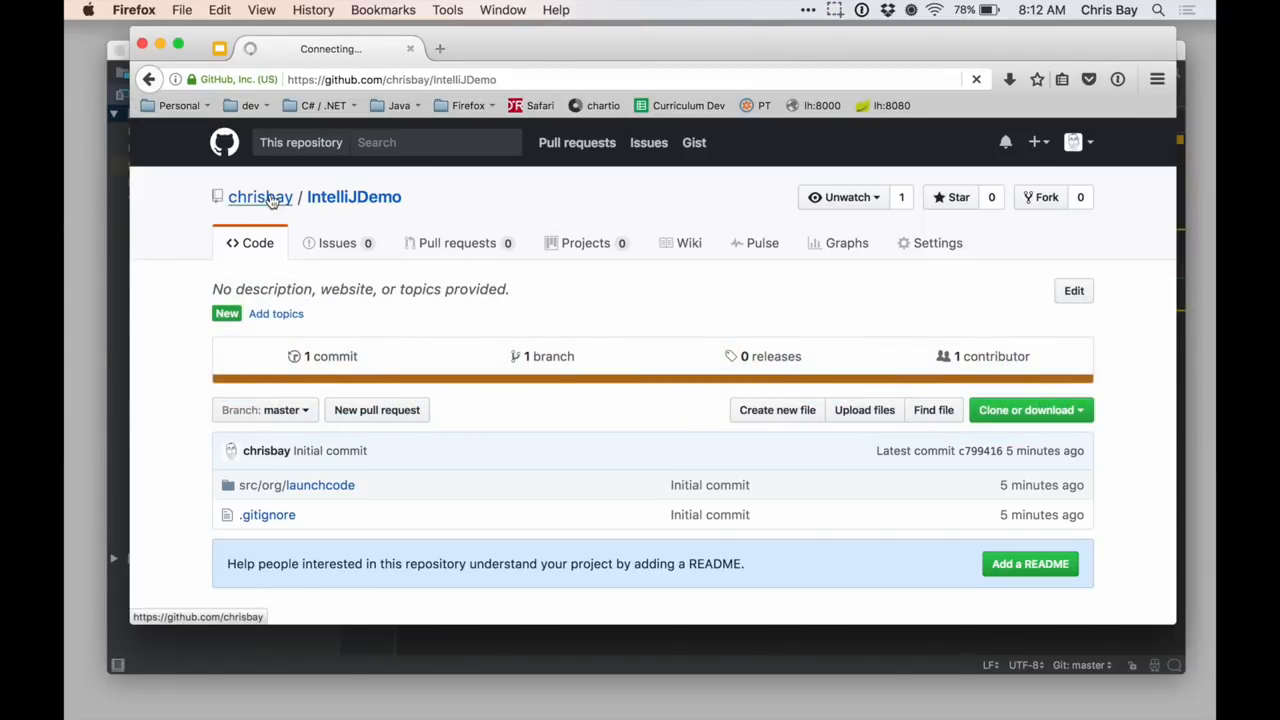 Firefox File Edit View History Bookmarks Tools Window Help 78% 8:12 AM Chris Bay
Connecting...
GitHub, Inc. (US) https://github.com/chrisbay/IntelliJDemo
Personal dev C# / .NET Java Firefox Safari chartio Curriculum Dev PT lh:8000 lh:8080
This repository Search Pull requests Issues Gist
chrisbay / IntelliJDemo Unwatch 1 Star 0 Fork 0
Code Issues 0 Pull requests 0 Projects 0 Wiki Pulse Graphs Settings
No description, website, or topics provided. Edit
New Add topics
1 commit 1 branch 0 releases 1 contributor
Branch: master New pull request Create new file Upload files Find file Clone or download
chrisbay Initial commit Latest commit c799416 5 minutes ago
src/org/launchcode Initial commit 5 minutes ago
.gitignore Initial commit 5 minutes ago
Help people interested in this repository understand your project by adding a README. Add a README
https://github.com/chrisbay
LF UTF-8 Git: master